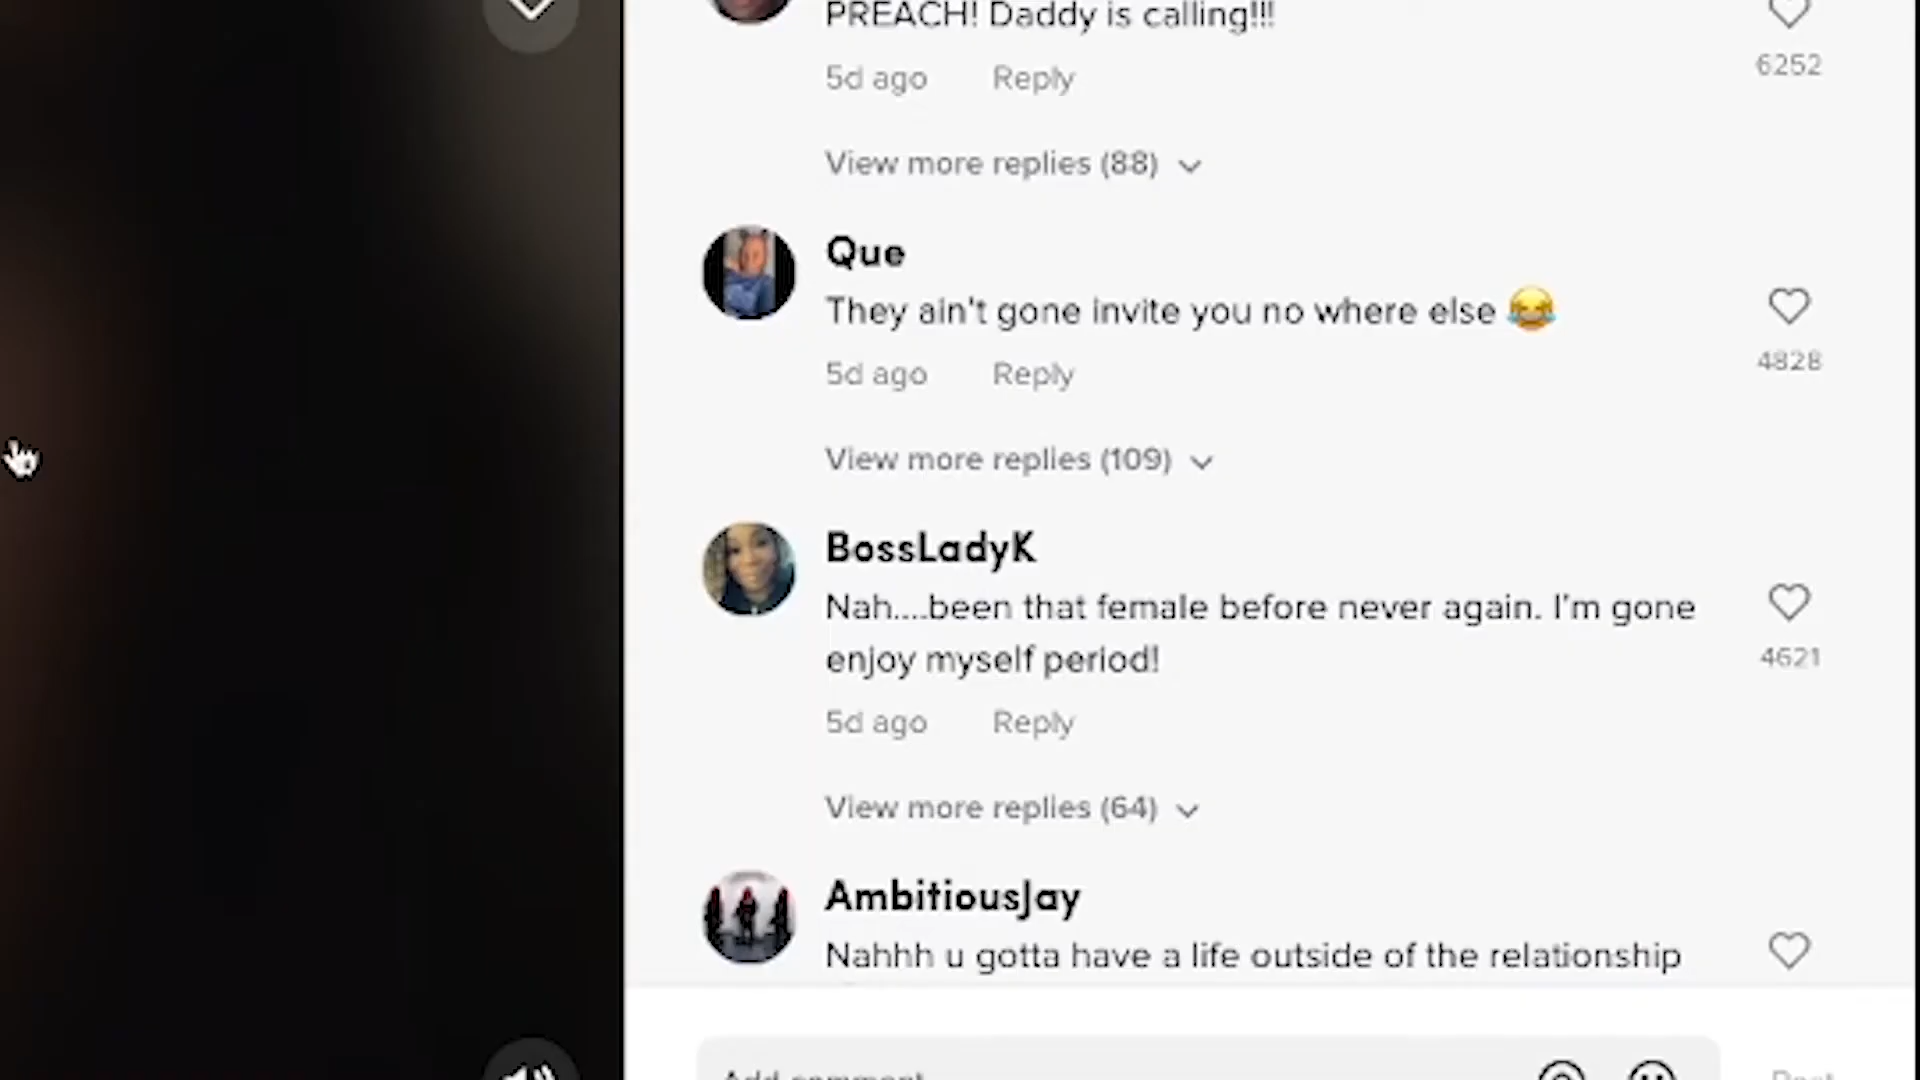 PREACH! Daddy is calling!!!
6252
5d ago Reply
View more replies (88)
Que
They ain't gone invite you no where else 😂
4828
5d ago Reply
View more replies (109)
BossLadyK
Nah....been that female before never again. I'm gone
enjoy myself period!
4621
5d ago Reply
View more replies (64)
AmbitiousJay
Nahhh u gotta have a life outside of the relationship
Add comment
Post